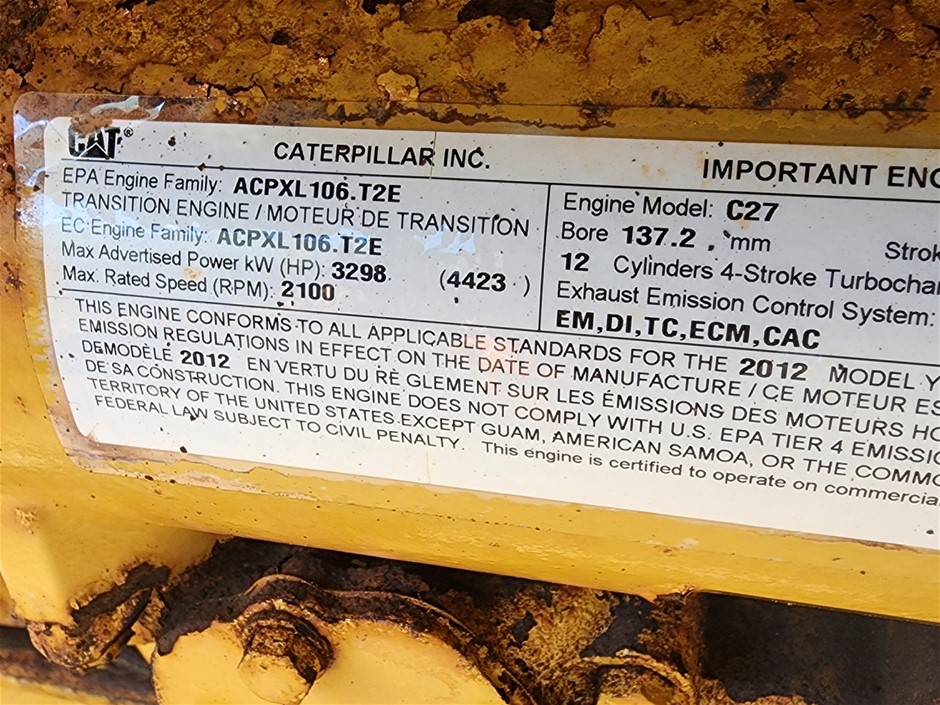 CAT®
CATERPILLAR INC.
IMPORTANT ENG
EPA Engine Family: ACPXL106.T2E
TRANSITION ENGINE / MOTEUR DE TRANSITION
EC Engine Family: ACPXL106.T2E
Max Advertised Power kW (HP): 3298 (4423)
Max. Rated Speed (RPM): 2100
Engine Model: C27
Bore 137.2 mm Strok
12 Cylinders 4-Stroke Turbochar
Exhaust Emission Control System:
EM,DI,TC,ECM,CAC
THIS ENGINE CONFORMS TO ALL APPLICABLE STANDARDS FOR THE 2012 MODEL Y
EMISSION REGULATIONS IN EFFECT ON THE DATE OF MANUFACTURE / CE MOTEUR ES
DEMODÈLE 2012 EN VERTU DU RÈ GLEMENT SUR LES ÉMISSIONS DES MOTEURS HO
DE SA CONSTRUCTION. THIS ENGINE DOES NOT COMPLY WITH U.S. EPA TIER 4 EMISSIO
TERRITORY OF THE UNITED STATES EXCEPT GUAM, AMERICAN SAMOA, OR THE COMMO
FEDERAL LAW SUBJECT TO CIVIL PENALTY. This engine is certified to operate on commercia